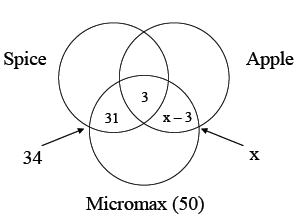 Spice
Apple
3
31
x – 3
34
x
Micromax (50)